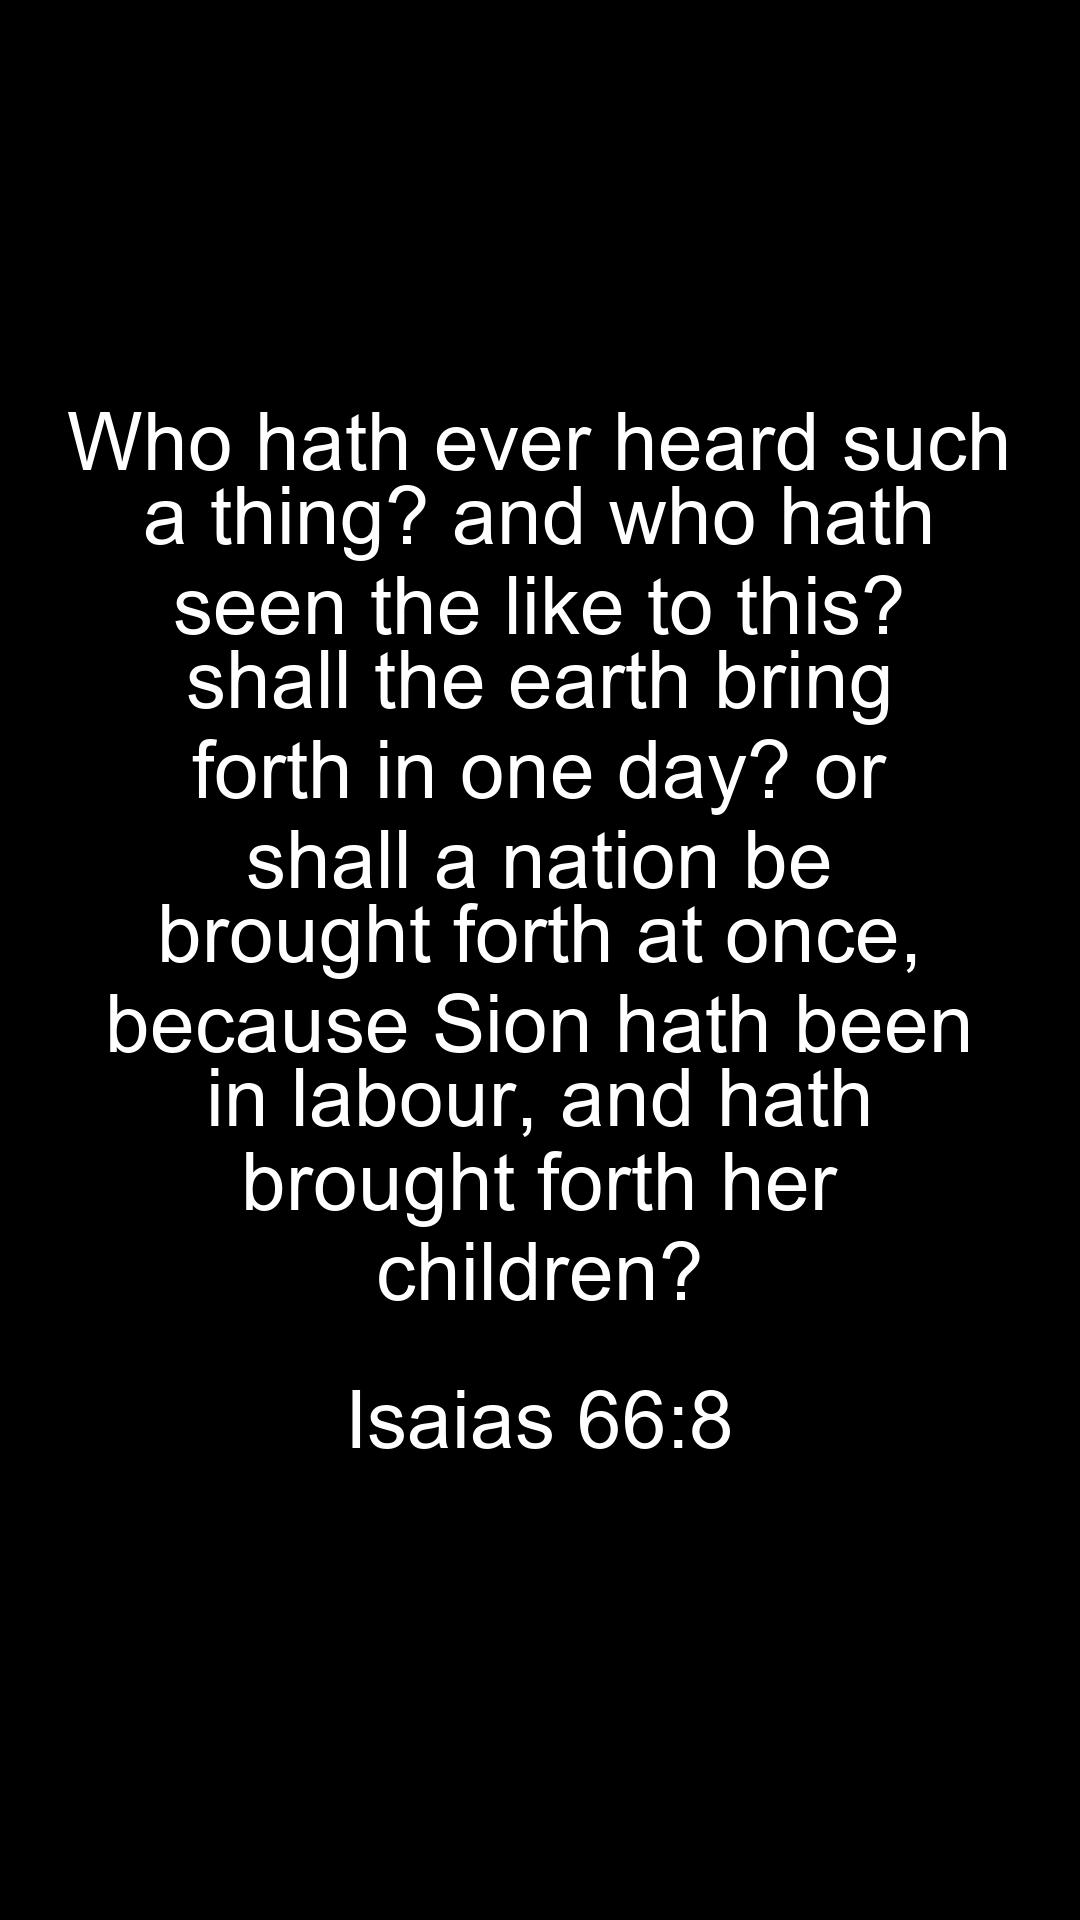 Who hath ever heard such
a thing? and who hath
seen the like to this?
shall the earth bring
forth in one day? or
shall a nation be
brought forth at once,
because Sion hath been
in labour, and hath
brought forth her
children?
Isaias 66:8